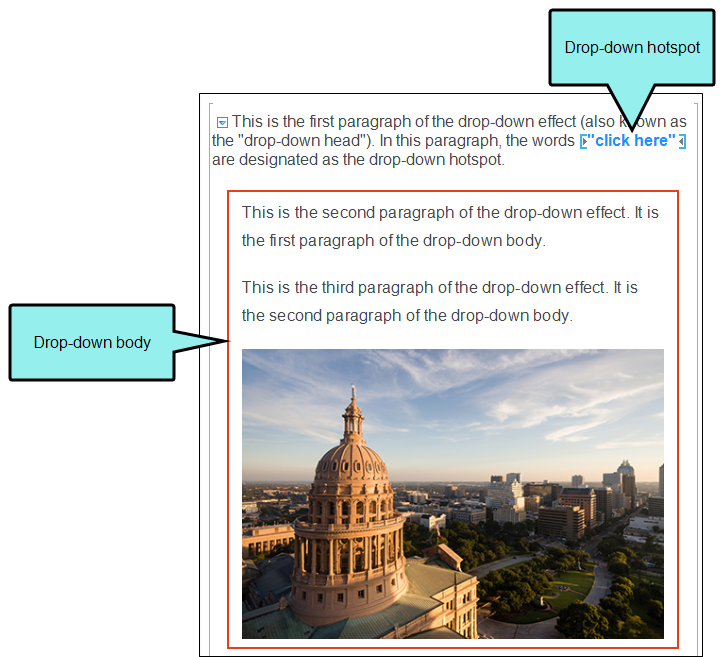 Drop-down hotspot
This is the first paragraph of the drop-down effect (also known as
the "drop-down head"). In this paragraph, the words "click here"
are designated as the drop-down hotspot.
This is the second paragraph of the drop-down effect. It is
the first paragraph of the drop-down body.
This is the third paragraph of the drop-down effect. It is
the second paragraph of the drop-down body.
Drop-down body